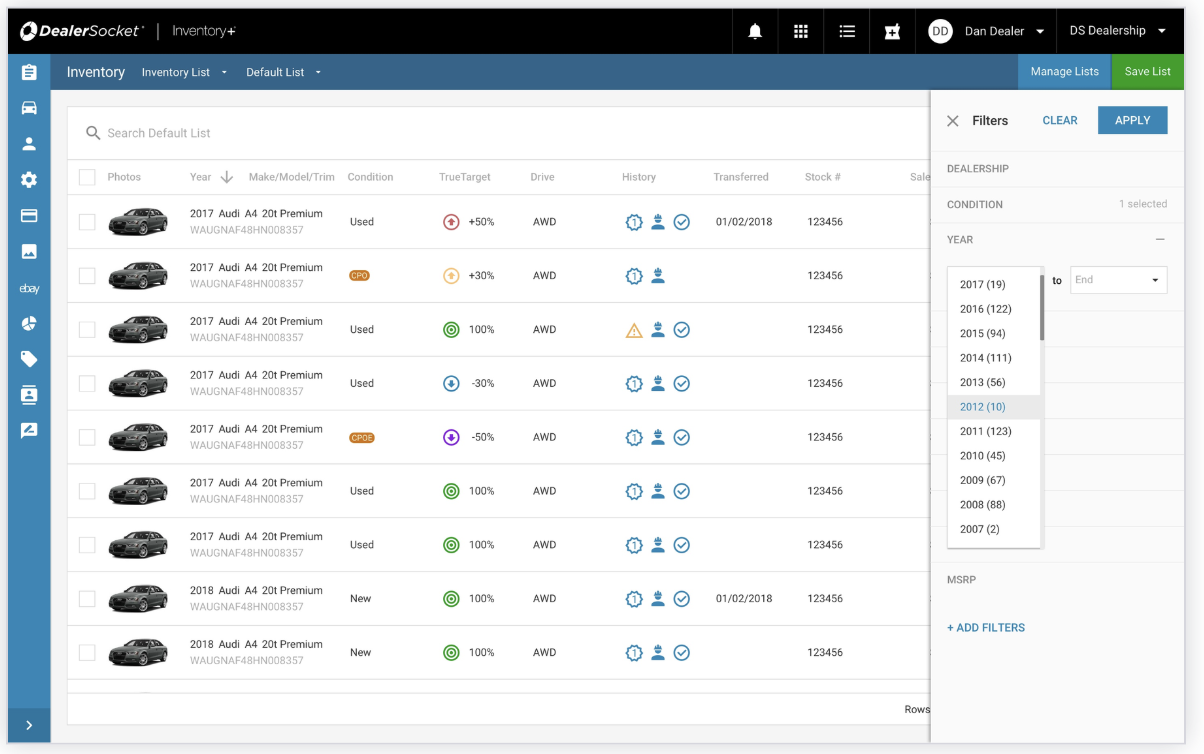 DealerSocket | Inventory+
DD Dan Dealer DS Dealership
Inventory Inventory List Default List Manage Lists Save List
Search Default List
Photos Year Make/Model/Trim Condition TrueTarget Drive History Transferred Stock # Sale
2017 Audi A4 20t Premium Used +50% AWD 1 01/02/2018 123456
WAUGNAF48HN008357
2017 Audi A4 20t Premium CPO +30% AWD 1 123456
WAUGNAF48HN008357
2017 Audi A4 20t Premium Used 100% AWD 123456
WAUGNAF48HN008357
2017 Audi A4 20t Premium Used -30% AWD 1 123456
WAUGNAF48HN008357
2017 Audi A4 20t Premium CPOE -50% AWD 1 123456
WAUGNAF48HN008357
2017 Audi A4 20t Premium Used 100% AWD 1 123456
WAUGNAF48HN008357
2017 Audi A4 20t Premium Used 100% AWD 1 123456
WAUGNAF48HN008357
2018 Audi A4 20t Premium New 100% AWD 1 01/02/2018 123456
WAUGNAF48HN008357
2018 Audi A4 20t Premium New 100% AWD 1 123456
WAUGNAF48HN008357
Rows
ebay
Filters CLEAR APPLY
DEALERSHIP
CONDITION 1 selected
YEAR
to End
2017 (19)
2016 (122)
2015 (94)
2014 (111)
2013 (56)
2012 (10)
2011 (123)
2010 (45)
2009 (67)
2008 (88)
2007 (2)
MSRP
+ ADD FILTERS